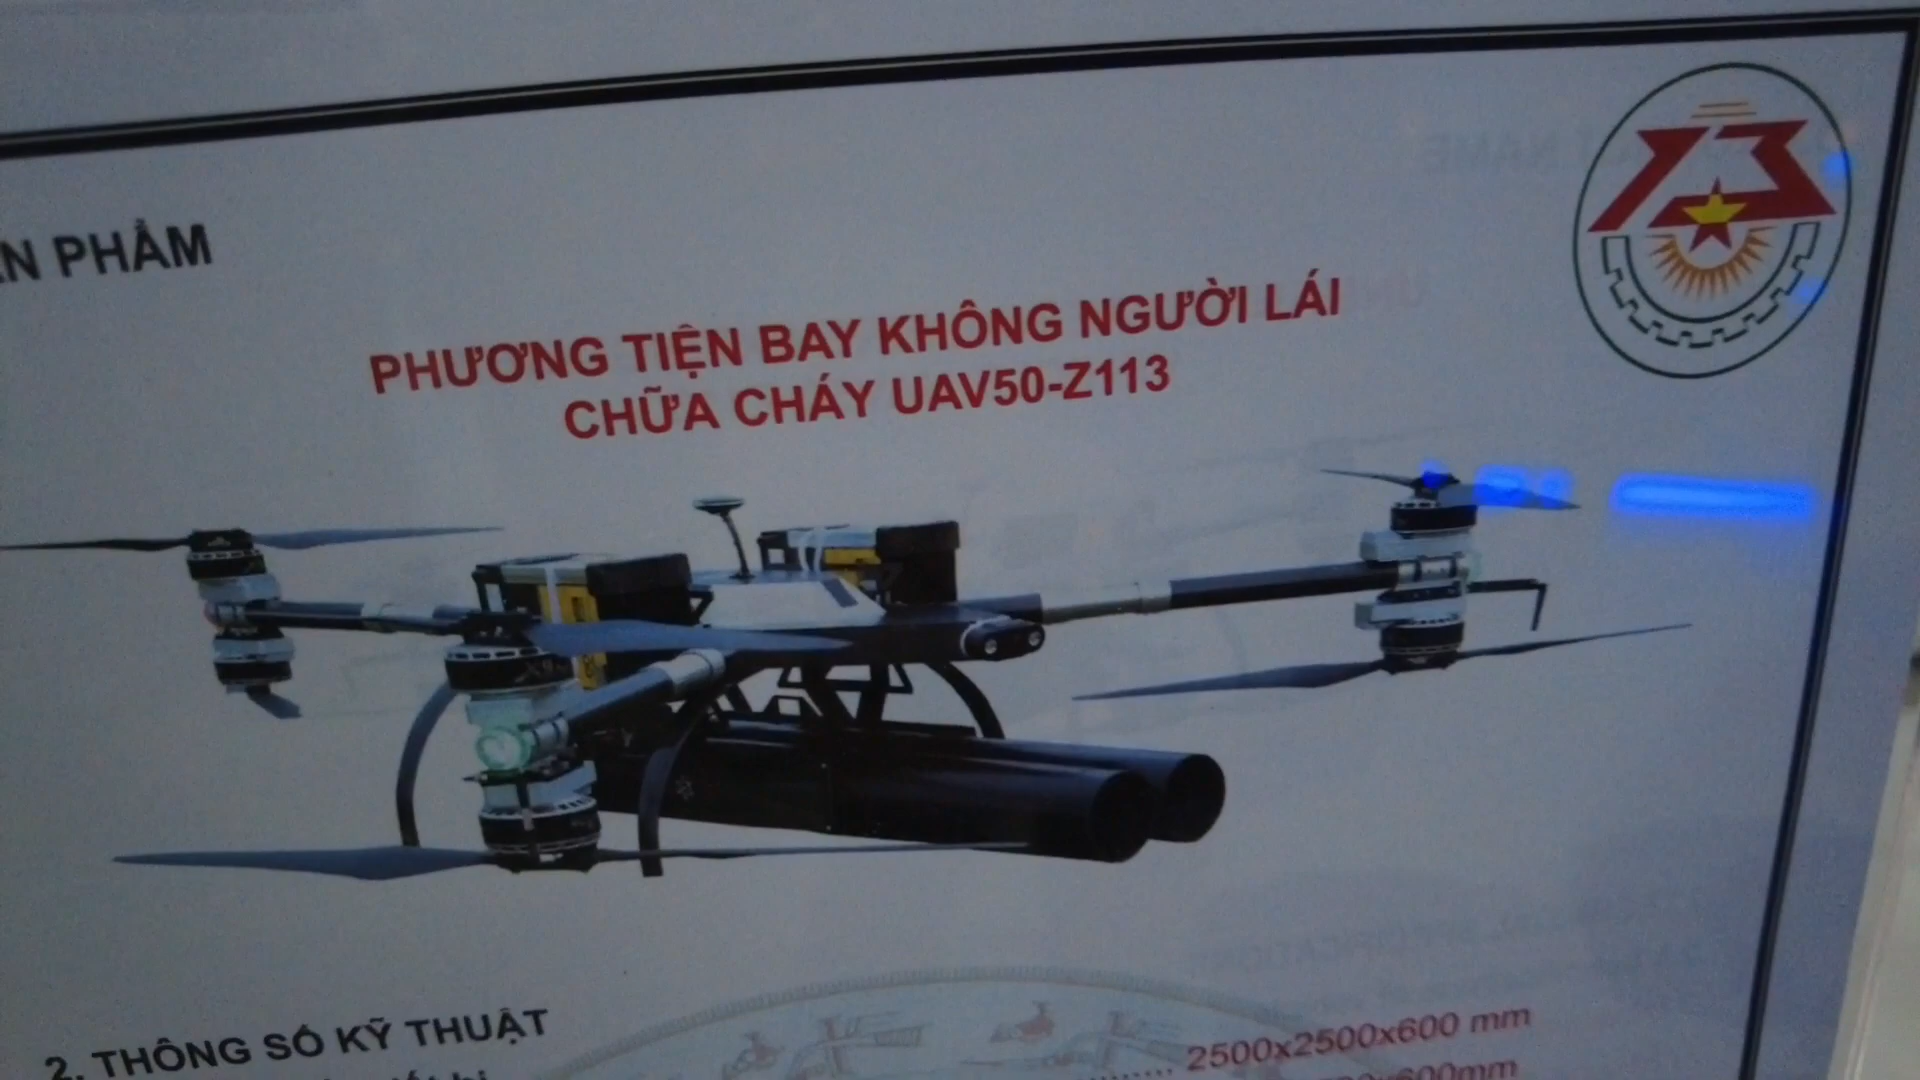 PHẨM
PHƯƠNG TIỆN BAY KHÔNG NGƯỜI LÁI
CHỮA CHÁY UAV50-Z113
2. THÔNG SỐ KỸ THUẬT
2500x2500x600 mm